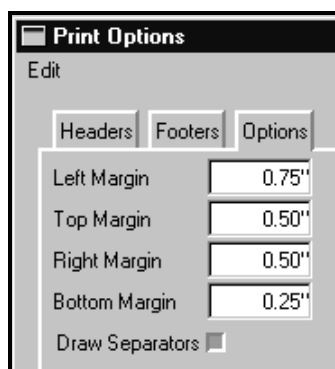 Print Options
Edit
Headers Footers Options
Left Margin 0.75"
Top Margin 0.50"
Right Margin 0.50"
Bottom Margin 0.25"
Draw Separators